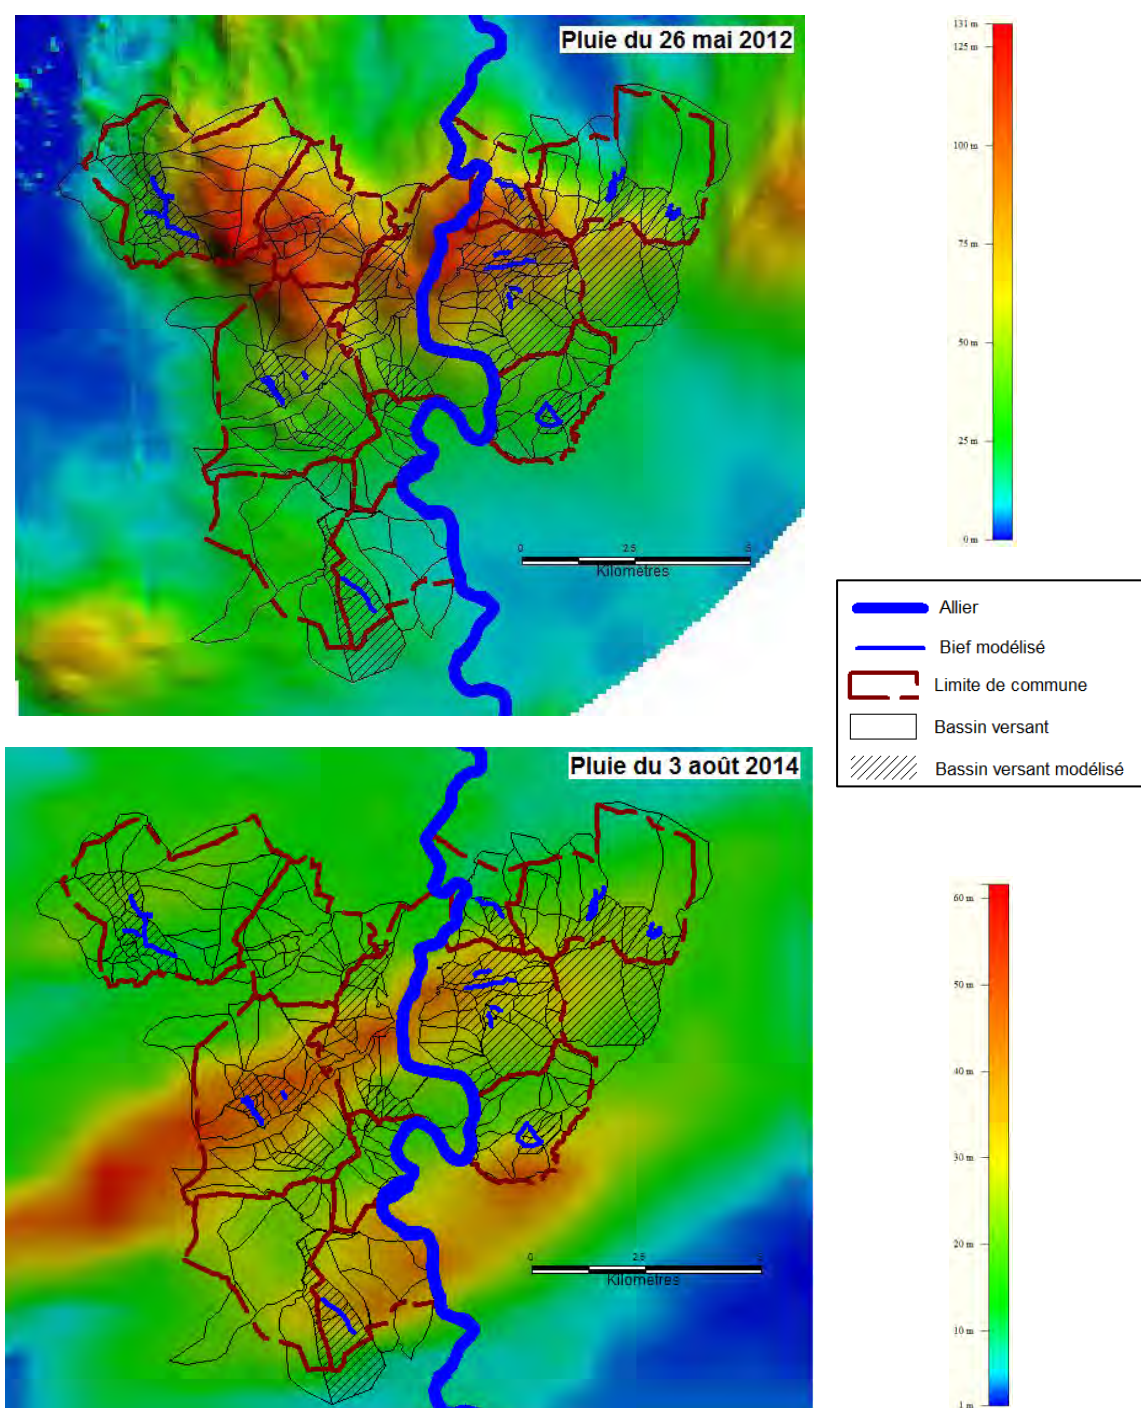 Pluie du 26 mai 2012
131 m
125 m
100 m
75 m
50 m
25 m
0 m
0 2.5 5
Kilomètres
Allier
Bief modélisé
Limite de commune
Bassin versant
Bassin versant modélisé
Pluie du 3 août 2014
60 m
50 m
40 m
30 m
20 m
10 m
0 2.5
Kilomètres